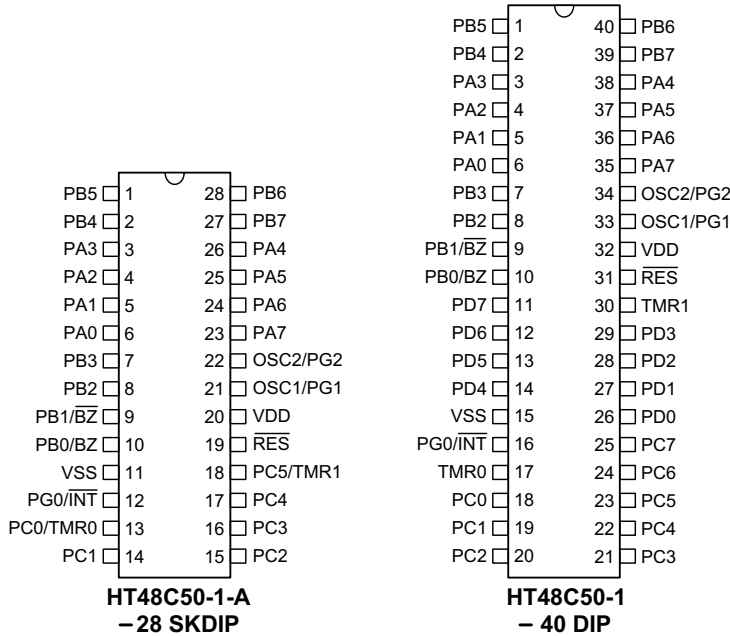 PB5 1 28 PB6
PB4 2 27 PB7
PA3 3 26 PA4
PA2 4 25 PA5
PA1 5 24 PA6
PA0 6 23 PA7
PB3 7 22 OSC2/PG2
PB2 8 21 OSC1/PG1
PB1/B̅Z̅ 9 20 VDD
PB0/BZ 10 19 R̅E̅S̅
VSS 11 18 PC5/TMR1
PG0/I̅N̅T̅ 12 17 PC4
PC0/TMR0 13 16 PC3
PC1 14 15 PC2
HT48C50-1-A
–28 SKDIP
PB5 1 40 PB6
PB4 2 39 PB7
PA3 3 38 PA4
PA2 4 37 PA5
PA1 5 36 PA6
PA0 6 35 PA7
PB3 7 34 OSC2/PG2
PB2 8 33 OSC1/PG1
PB1/B̅Z̅ 9 32 VDD
PB0/BZ 10 31 R̅E̅S̅
PD7 11 30 TMR1
PD6 12 29 PD3
PD5 13 28 PD2
PD4 14 27 PD1
VSS 15 26 PD0
PG0/I̅N̅T̅ 16 25 PC7
TMR0 17 24 PC6
PC0 18 23 PC5
PC1 19 22 PC4
PC2 20 21 PC3
HT48C50-1
– 40 DIP